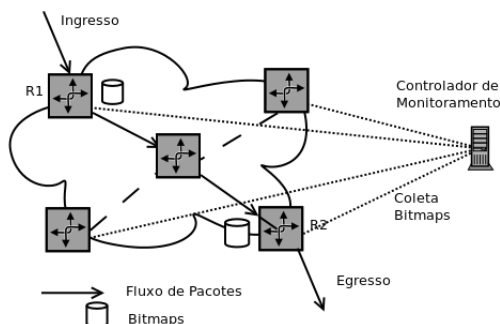 Ingresso
R1
Controlador de
Monitoramento
R2
Coleta
Bitmaps
Egresso
Fluxo de Pacotes
Bitmaps